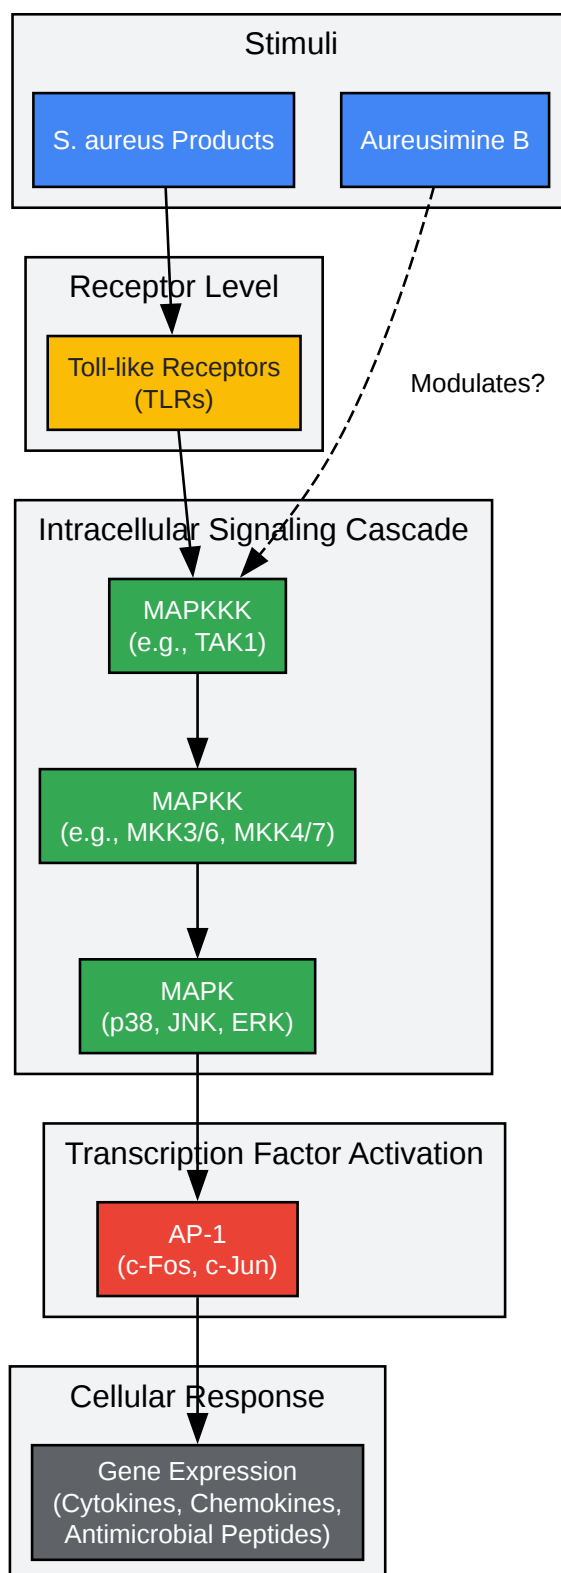 Stimuli
S. aureus Products
Aureusimine B
Receptor Level
Toll-like Receptors
(TLRs)
Modulates?
Intracellular Signaling Cascade
MAPKKK
(e.g., TAK1)
MAPKK
(e.g., MKK3/6, MKK4/7)
MAPK
(p38, JNK, ERK)
Transcription Factor Activation
AP-1
(c-Fos, c-Jun)
Cellular Response
Gene Expression
(Cytokines, Chemokines,
Antimicrobial Peptides)